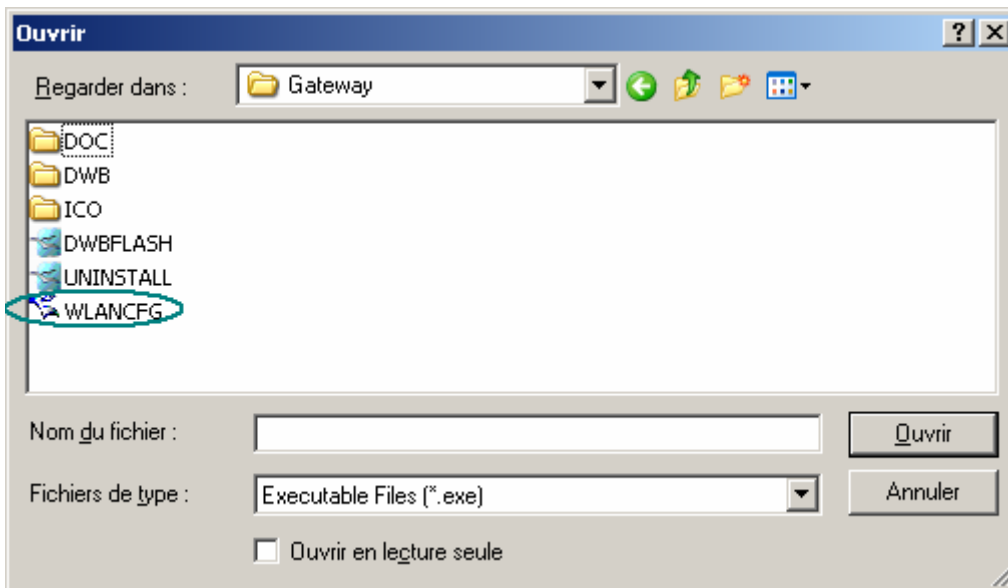 Ouvrir
Regarder dans : Gateway
DOC
DWB
ICO
DWBFLASH
UNINSTALL
WLANCFG
Nom du fichier : Ouvrir
Fichiers de type : Executable Files (*.exe) Annuler
Ouvrir en lecture seule